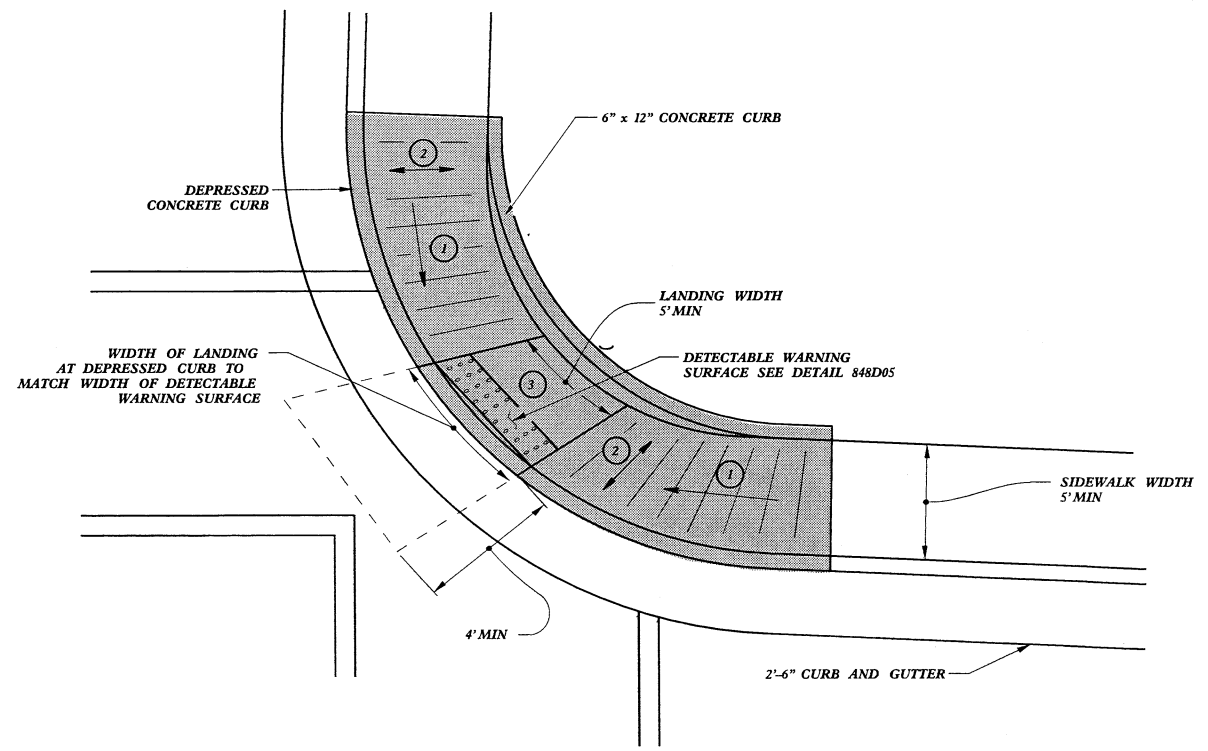 6" x 12" CONCRETE CURB
2
DEPRESSED
CONCRETE CURB
1
LANDING WIDTH
5' MIN
WIDTH OF LANDING
AT DEPRESSED CURB TO
MATCH WIDTH OF DETECTABLE
WARNING SURFACE
DETECTABLE WARNING
SURFACE SEE DETAIL 848D05
3
2
1
SIDEWALK WIDTH
5' MIN
4' MIN
2'-6" CURB AND GUTTER